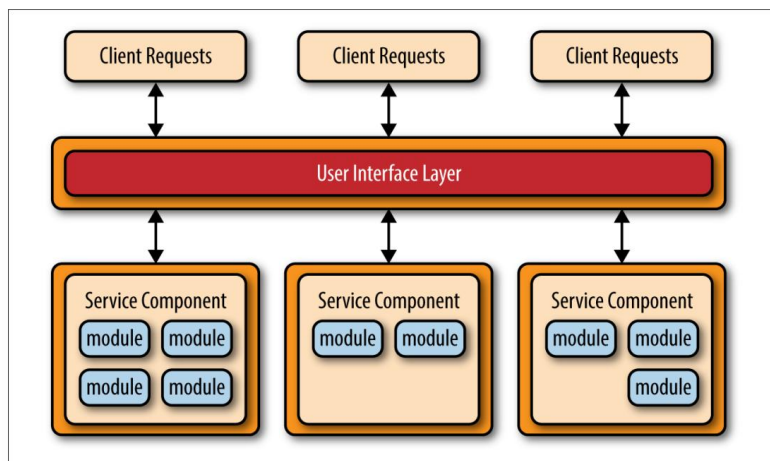 Client Requests
Client Requests
Client Requests
User Interface Layer
Service Component
module module
module module
Service Component
module module
Service Component
module module
module